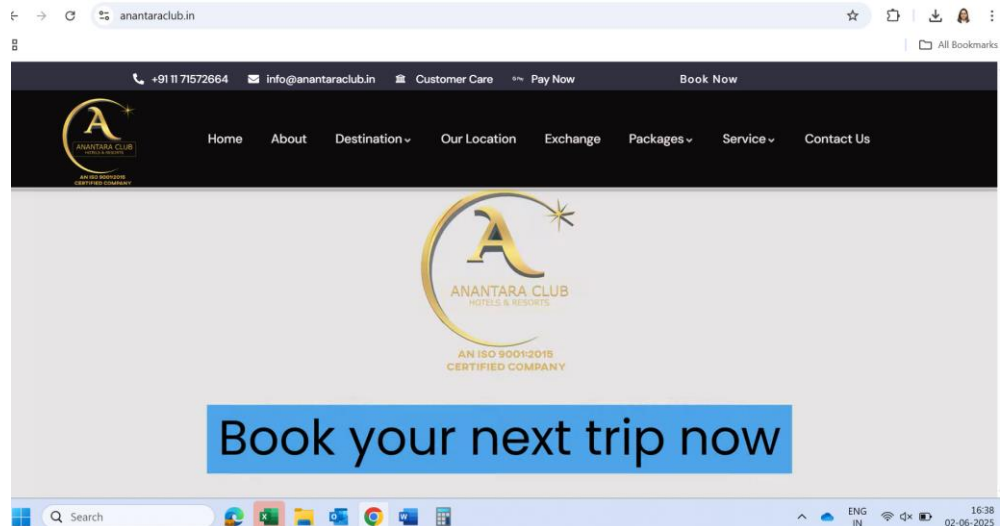 anantaraclub.in
All Bookmarks
+91 11 71572664 info@anantaraclub.in Customer Care Pay Now Book Now
A
ANANTARA CLUB
HOTELS & RESORTS
AN ISO 9001:2015
CERTIFIED COMPANY
Home About Destination Our Location Exchange Packages Service Contact Us
A
ANANTARA CLUB
HOTELS & RESORTS
AN ISO 9001:2015
CERTIFIED COMPANY
Book your next trip now
Search
ENG
IN
16:38
02-06-2025